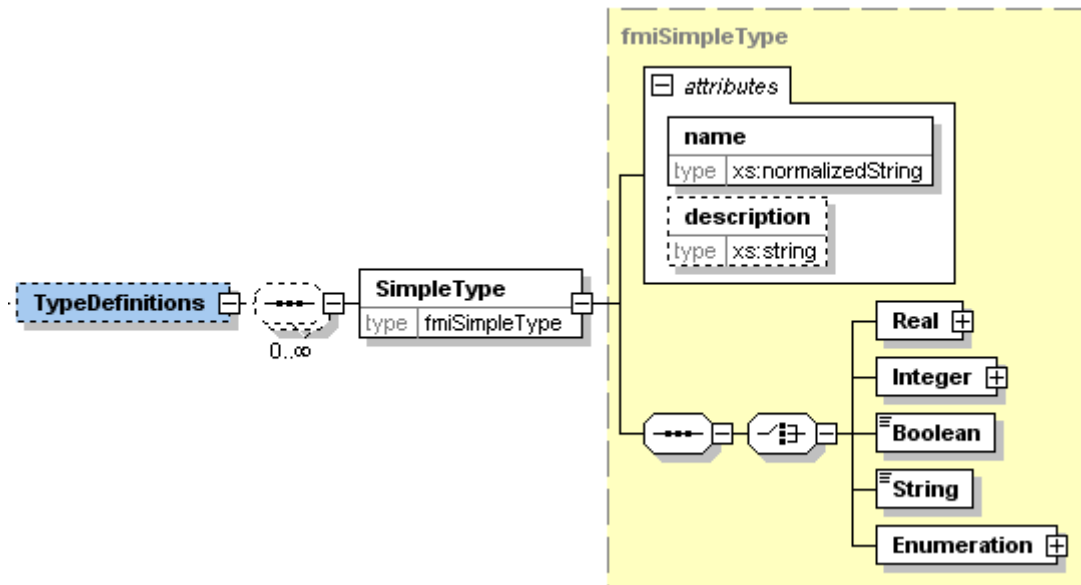 fmiSimpleType
attributes
name
type xs:normalizedString
description
type xs:string
TypeDefinitions
0..∞
SimpleType
type fmiSimpleType
Real
Integer
Boolean
String
Enumeration